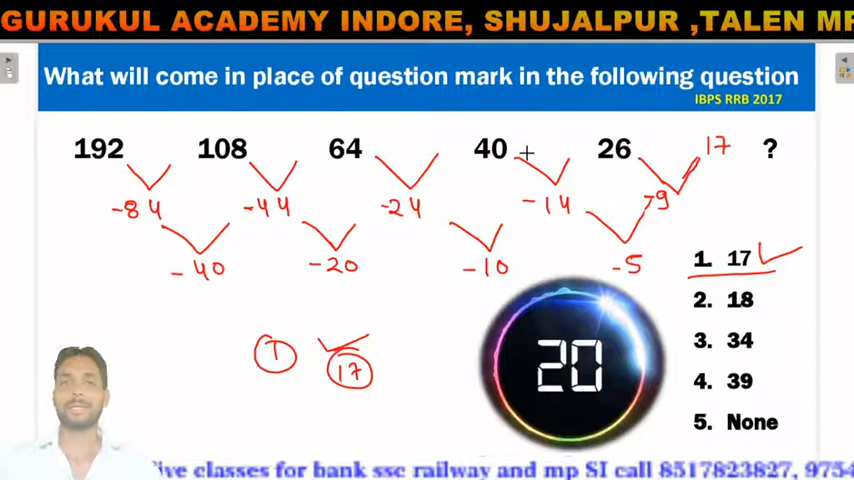 GURUKUL ACADEMY INDORE, SHUJALPUR ,TALEN MP
What will come in place of question mark in the following question
IBPS RRB 2017
192 108 64 40 26 17 ?
-84 -44 -24 -14 -9
-40 -20 -10 -5
1. 17
2. 18
3. 34
4. 39
5. None
1 17
20
live classes for bank ssc railway and mp SI call 8517823827, 9754